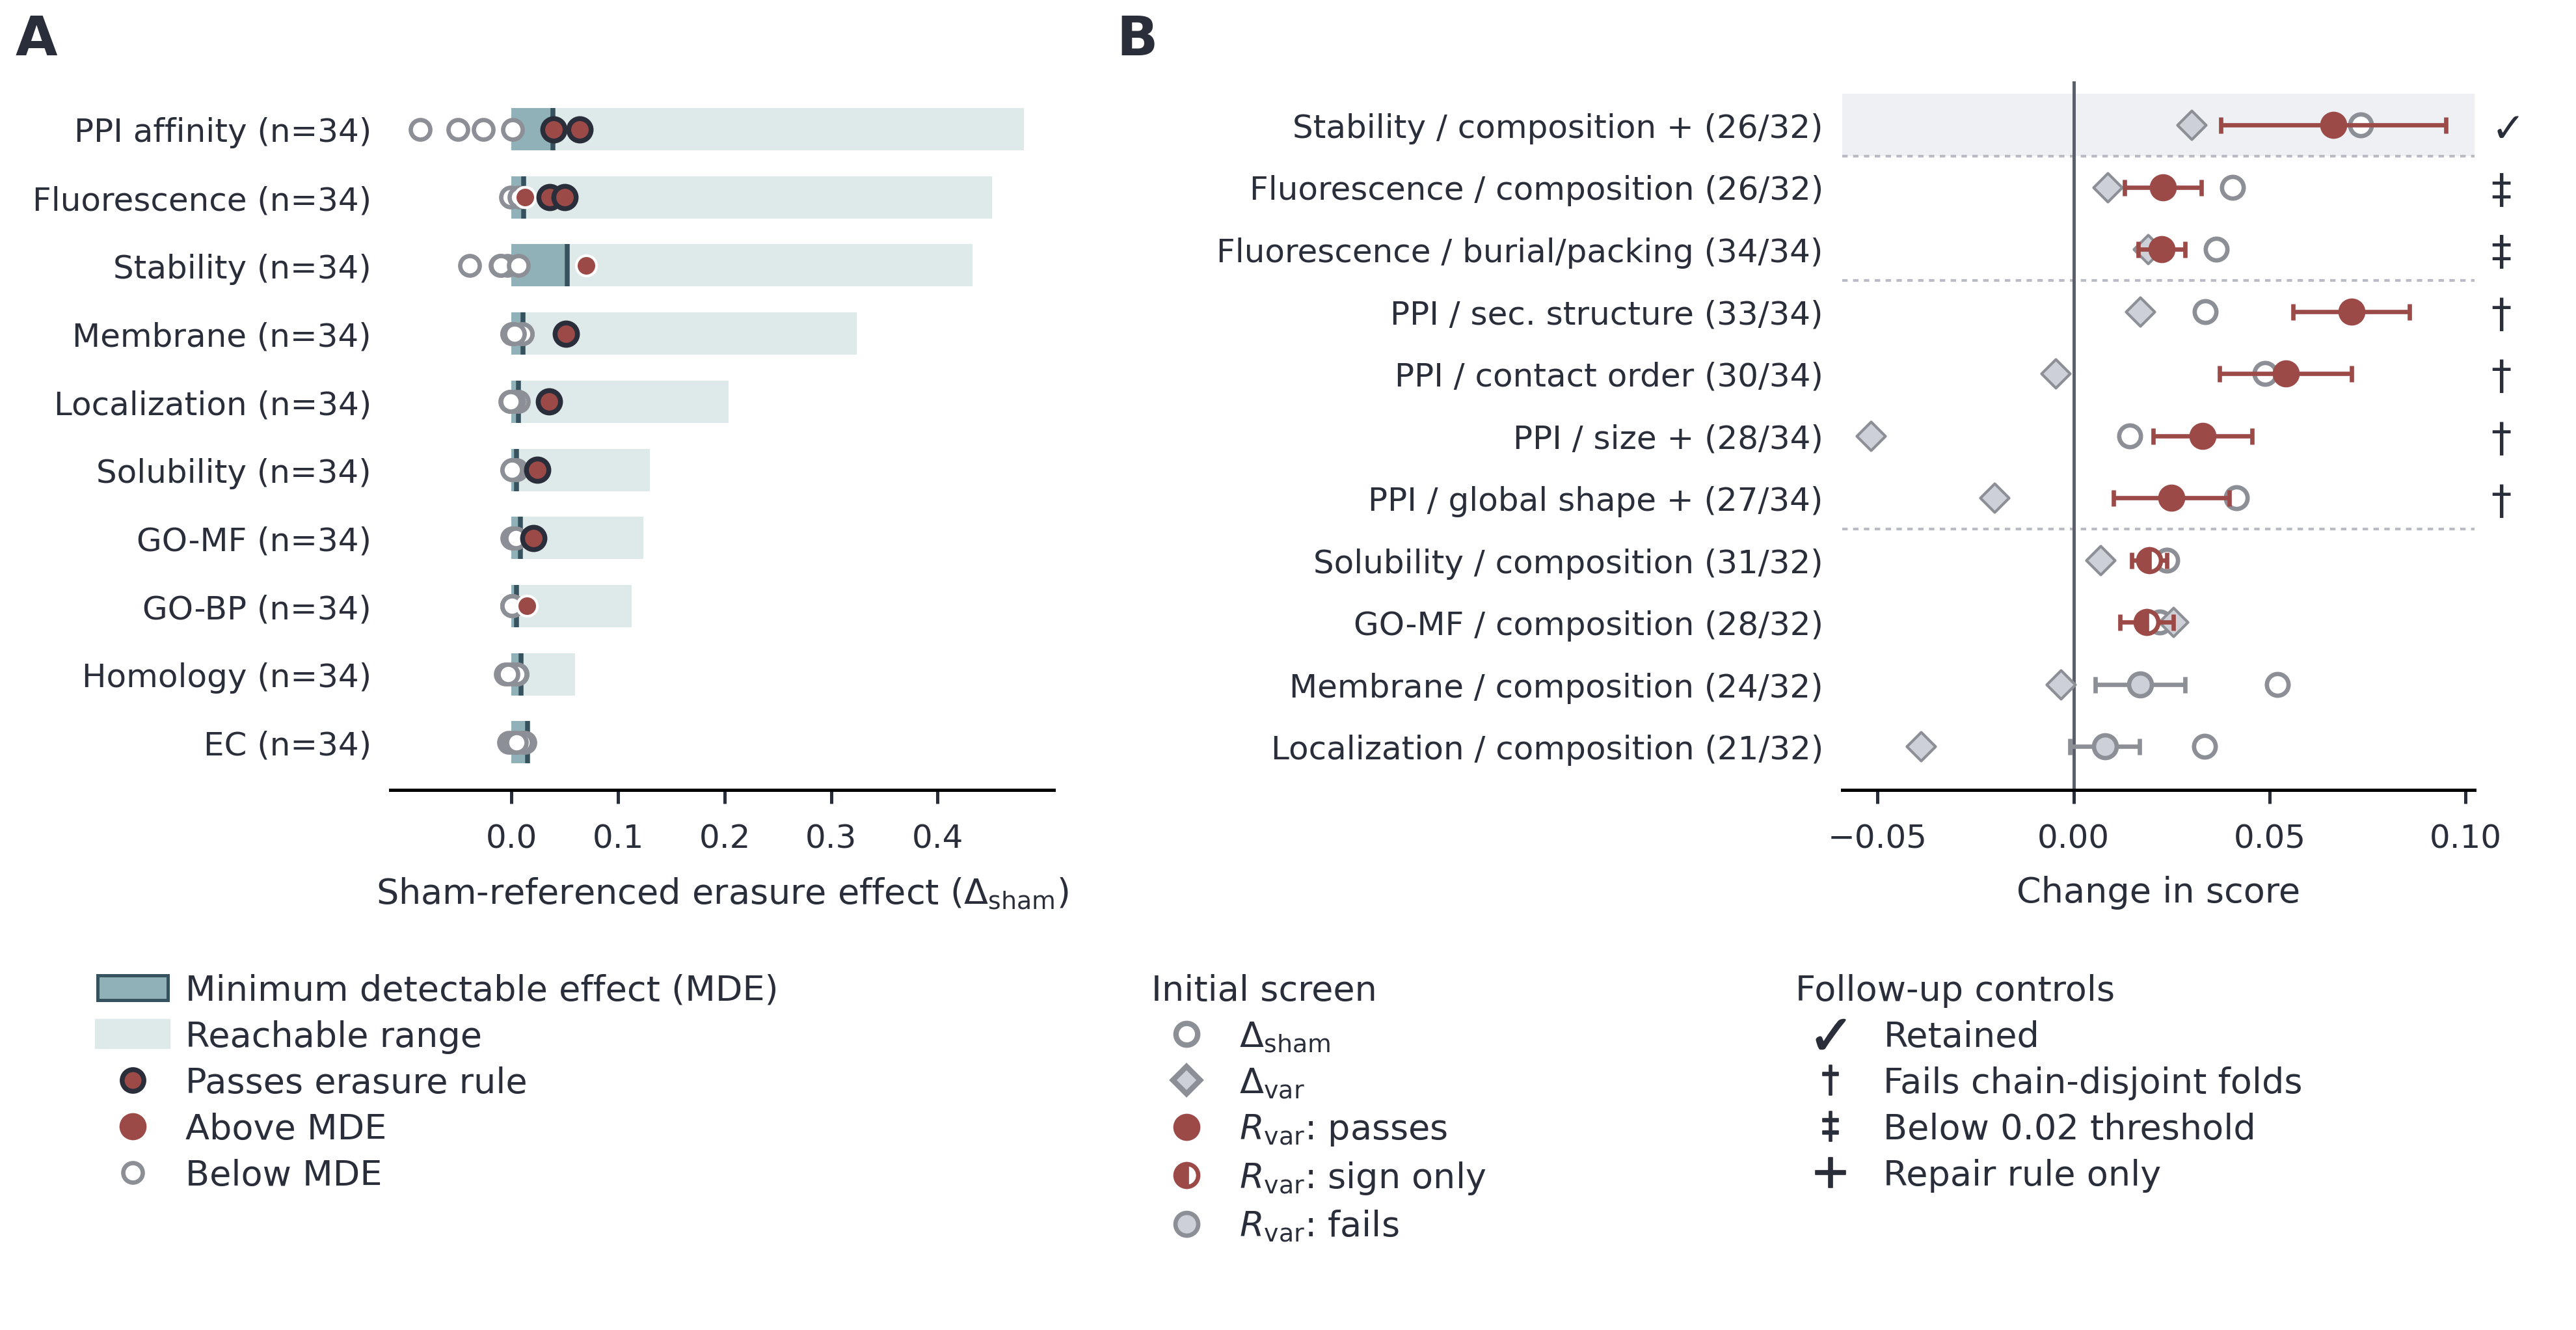 A
PPI affinity (n=34)
Fluorescence (n=34)
Stability (n=34)
Membrane (n=34)
Localization (n=34)
Solubility (n=34)
GO-MF (n=34)
GO-BP (n=34)
Homology (n=34)
EC (n=34)
0.0 0.1 0.2 0.3 0.4
Sham-referenced erasure effect (Δsham)
Minimum detectable effect (MDE)
Reachable range
Passes erasure rule
Above MDE
Below MDE
B
Stability / composition + (26/32) ✓
Fluorescence / composition (26/32) ‡
Fluorescence / burial/packing (34/34) ‡
PPI / sec. structure (33/34) †
PPI / contact order (30/34) †
PPI / size + (28/34) †
PPI / global shape + (27/34) †
Solubility / composition (31/32)
GO-MF / composition (28/32)
Membrane / composition (24/32)
Localization / composition (21/32)
−0.05 0.00 0.05 0.10
Change in score
Initial screen
Δsham
Δvar
Rvar: passes
Rvar: sign only
Rvar: fails
Follow-up controls
✓ Retained
† Fails chain-disjoint folds
‡ Below 0.02 threshold
+ Repair rule only